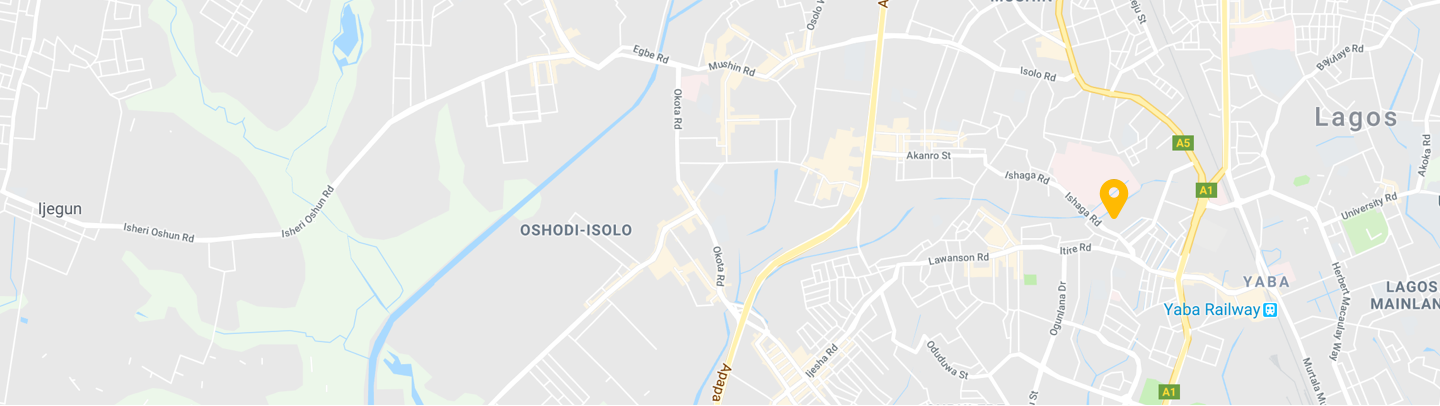 MUSHIN
Egbe Rd
Mushin Rd
Isolo Rd
Bajulaye Rd
Okota Rd
Lagos
A5
Akanro St
Akoka Rd
Ishaga Rd
A1
Ishaga Rd
Ijegun
Isheri Oshun Rd
Isheri Oshun Rd
University Rd
OSHODI-ISOLO
Okota Rd
Lawanson Rd
Itire Rd
YABA
LAGOS
MAINLAN
Herbert Macaulay Way
Ogunlana Dr
Yaba Railway
Ijesha Rd
Oduduwa St
Apapa
A1
Murtala Mu